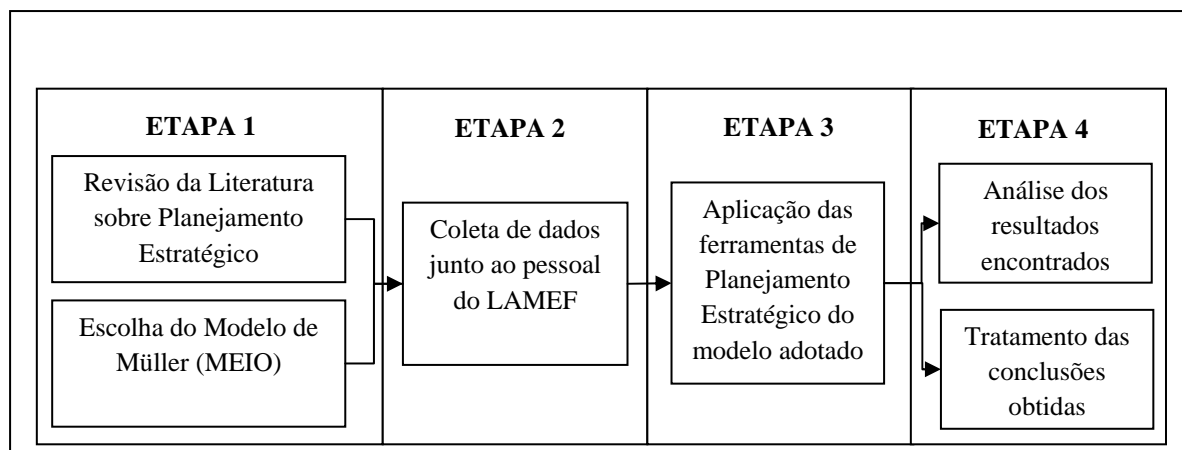 ETAPA 1
Revisão da Literatura
sobre Planejamento
Estratégico
Escolha do Modelo de
Müller (MEIO)
ETAPA 2
Coleta de dados
junto ao pessoal
do LAMEF
ETAPA 3
Aplicação das
ferramentas de
Planejamento
Estratégico do
modelo adotado
ETAPA 4
Análise dos
resultados
encontrados
Tratamento das
conclusões
obtidas